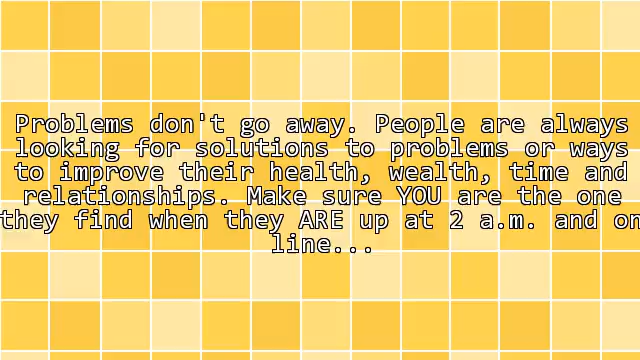 Problems don't go away. People are always
looking for solutions to problems or ways
to improve their health, wealth, time and
relationships. Make sure YOU are the one
they find when they ARE up at 2 a.m. and on
line...